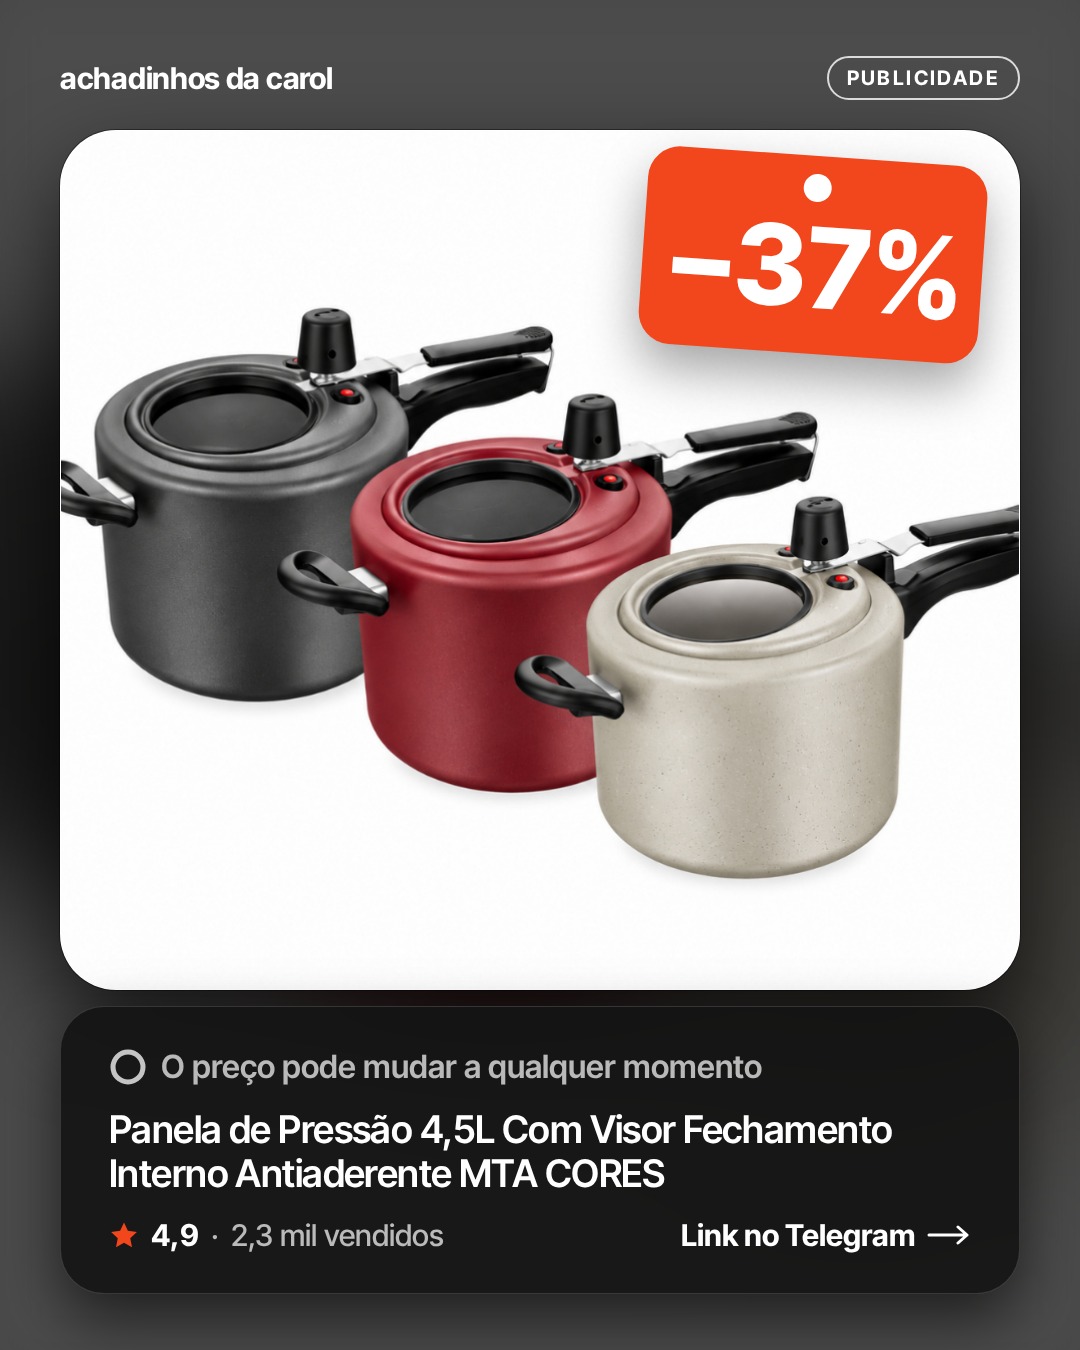 achadinhos da carol
PUBLICIDADE
–37%
O preço pode mudar a qualquer momento
Panela de Pressão 4,5L Com Visor Fechamento
Interno Antiaderente MTA CORES
4,9 · 2,3 mil vendidos
Link no Telegram →